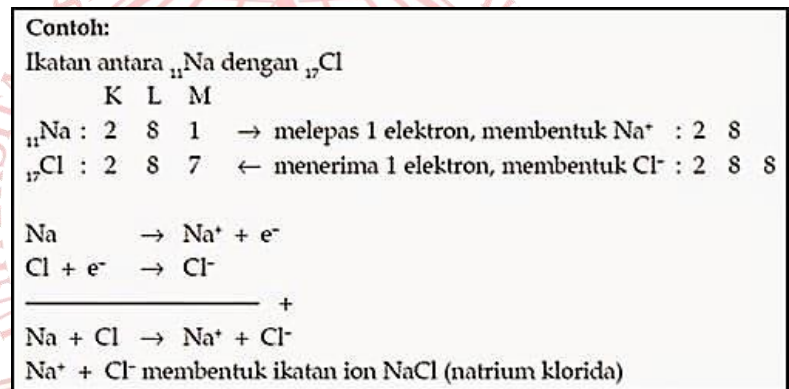 Contoh:
Ikatan antara ₁₁Na dengan ₁₇Cl
K L M
₁₁Na : 2 8 1 → melepas 1 elektron, membentuk Na⁺ : 2 8
₁₇Cl : 2 8 7 ← menerima 1 elektron, membentuk Cl⁻ : 2 8 8
Na → Na⁺ + e⁻
Cl + e⁻ → Cl⁻
+
Na + Cl → Na⁺ + Cl⁻
Na⁺ + Cl⁻ membentuk ikatan ion NaCl (natrium klorida)